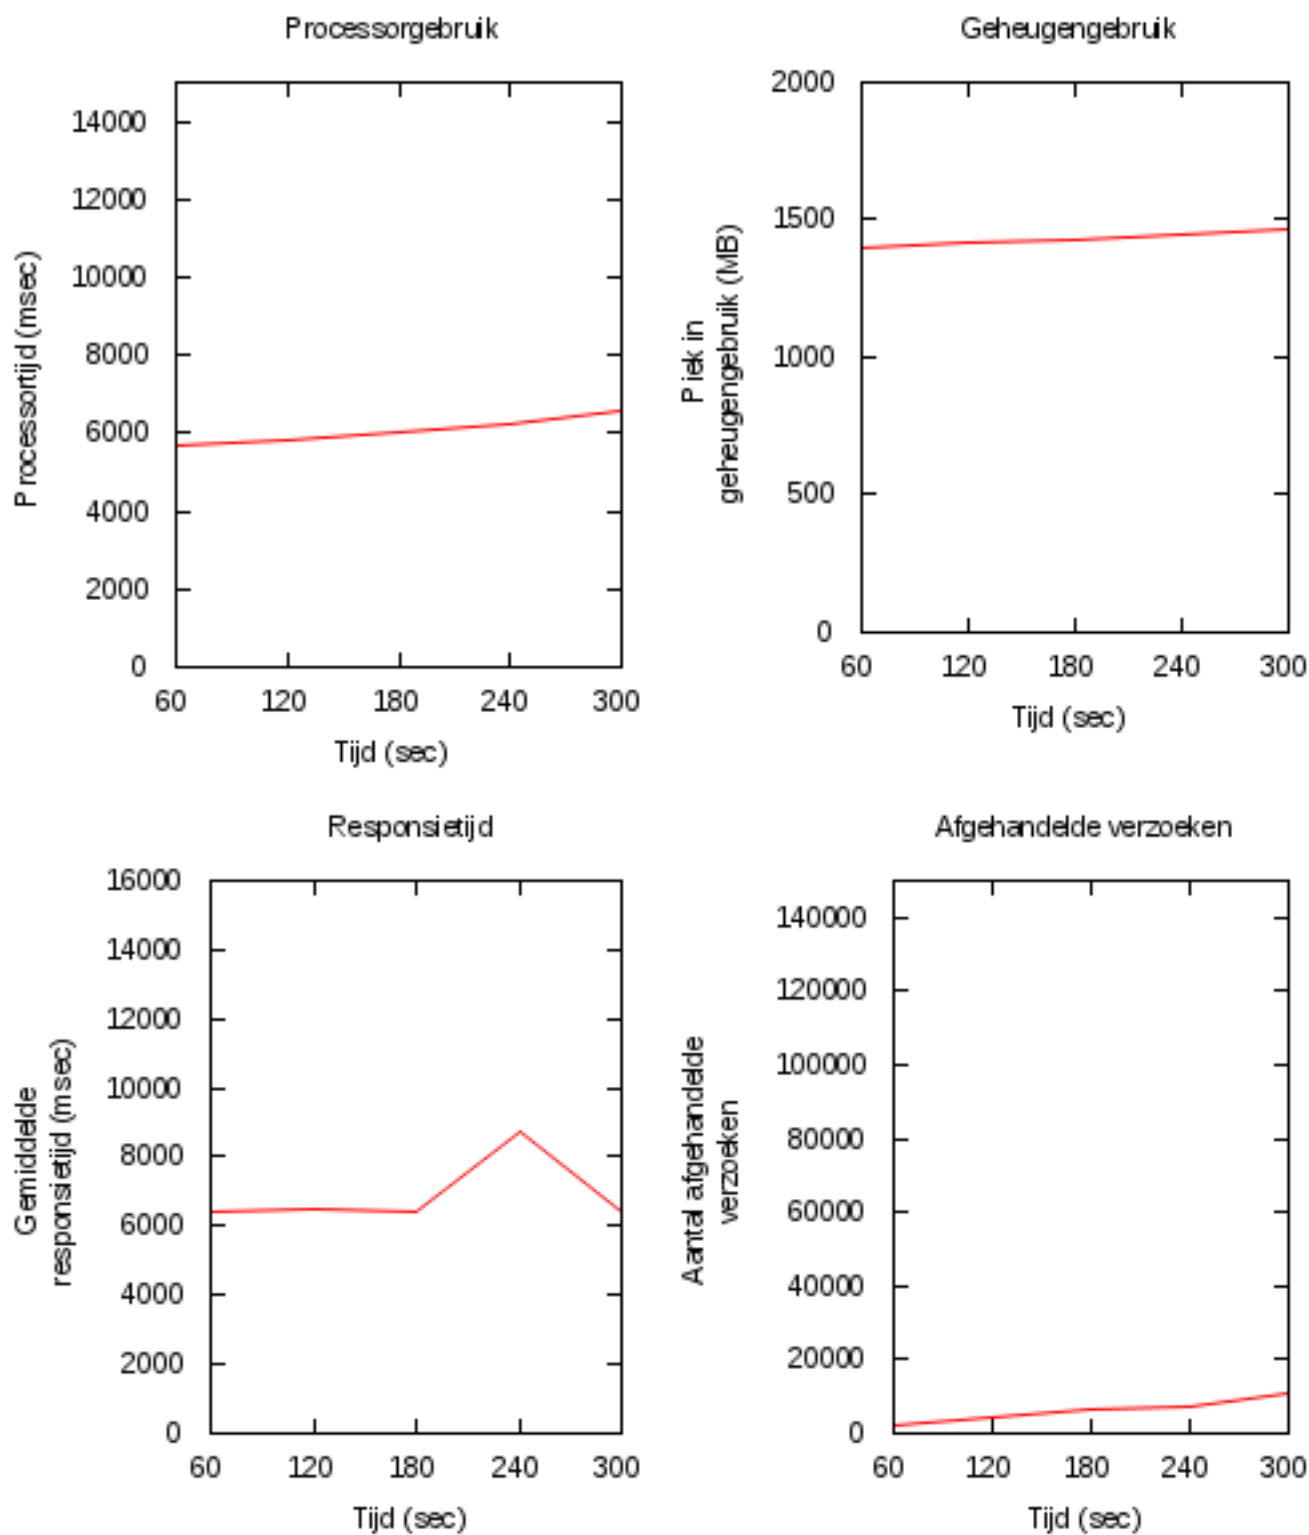 Processorgebruik
Processortijd (msec)
14000
12000
10000
8000
6000
4000
2000
0
60 120 180 240 300
Tijd (sec)
Geheugengebruik
Piek in
geheugengebruik (MB)
2000
1500
1000
500
0
60 120 180 240 300
Tijd (sec)
Responsietijd
Gemiddelde
responsietijd (msec)
16000
14000
12000
10000
8000
6000
4000
2000
0
60 120 180 240 300
Tijd (sec)
Afgehandelde verzoeken
Aantal afgehandelde
verzoeken
140000
120000
100000
80000
60000
40000
20000
0
60 120 180 240 300
Tijd (sec)